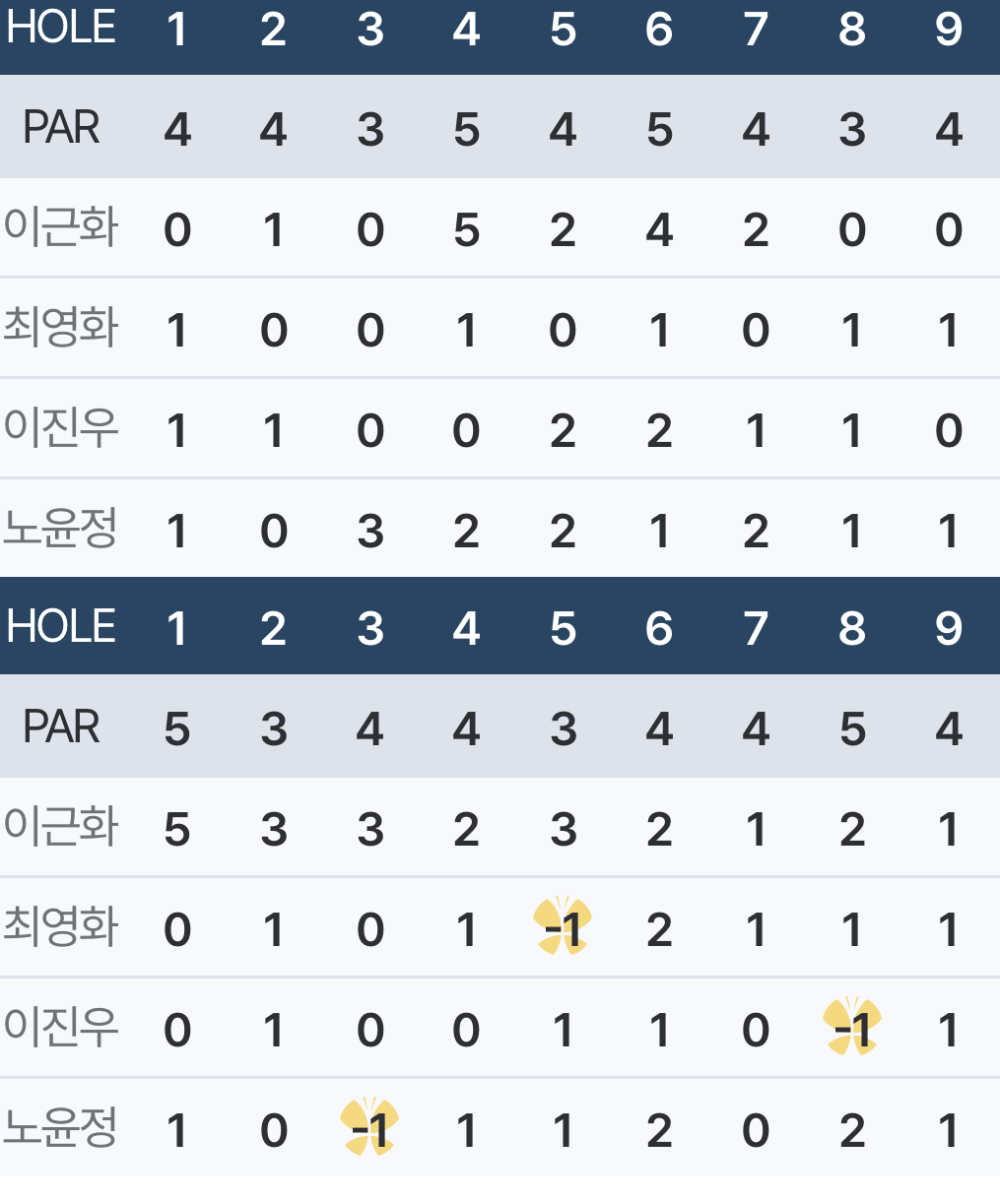 HOLE 1 2 3 4 5 6 7 8 9
PAR 4 4 3 5 4 5 4 3 4
이근화 0 1 0 5 2 4 2 0 0
최영화 1 0 0 1 0 1 0 1 1
이진우 1 1 0 0 2 2 1 1 0
노윤정 1 0 3 2 2 1 2 1 1
HOLE 1 2 3 4 5 6 7 8 9
PAR 5 3 4 4 3 4 4 5 4
이근화 5 3 3 2 3 2 1 2 1
최영화 0 1 0 1 -1 2 1 1 1
이진우 0 1 0 0 1 1 0 -1 1
노윤정 1 0 -1 1 1 2 0 2 1